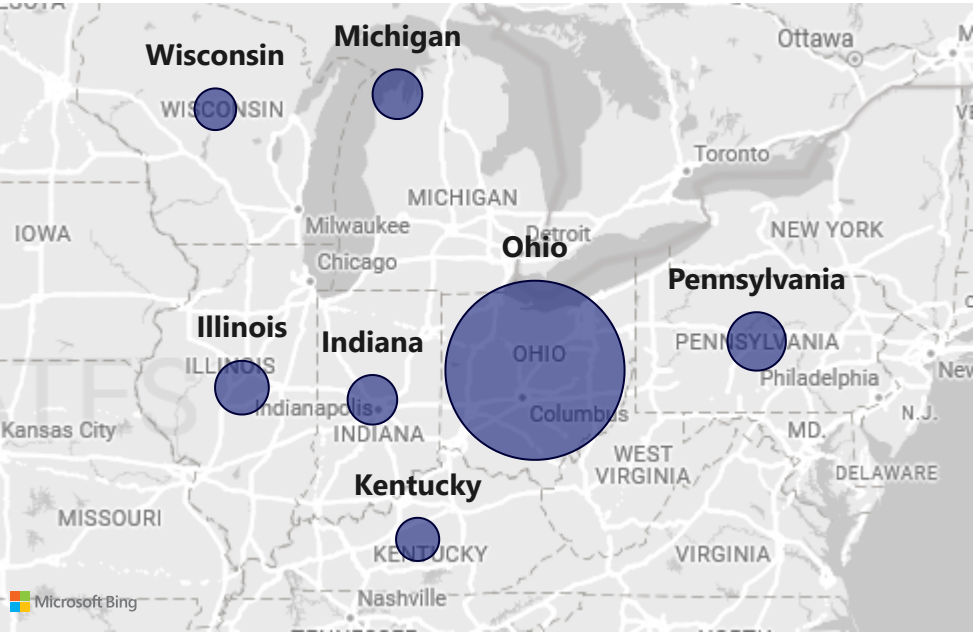 Michigan
Wisconsin
Ottawa
WISCONSIN
Toronto
MICHIGAN
Milwaukee
Detroit
NEW YORK
IOWA
Ohio
Chicago
Pennsylvania
Illinois
Indiana
PENNSYLVANIA
OHIO
ILLINOIS
Philadelphia
New
Indianapolis
Columbus
N.J.
Kansas City
INDIANA
MD.
WEST
VIRGINIA
DELAWARE
Kentucky
MISSOURI
KENTUCKY
VIRGINIA
Microsoft Bing
Nashville